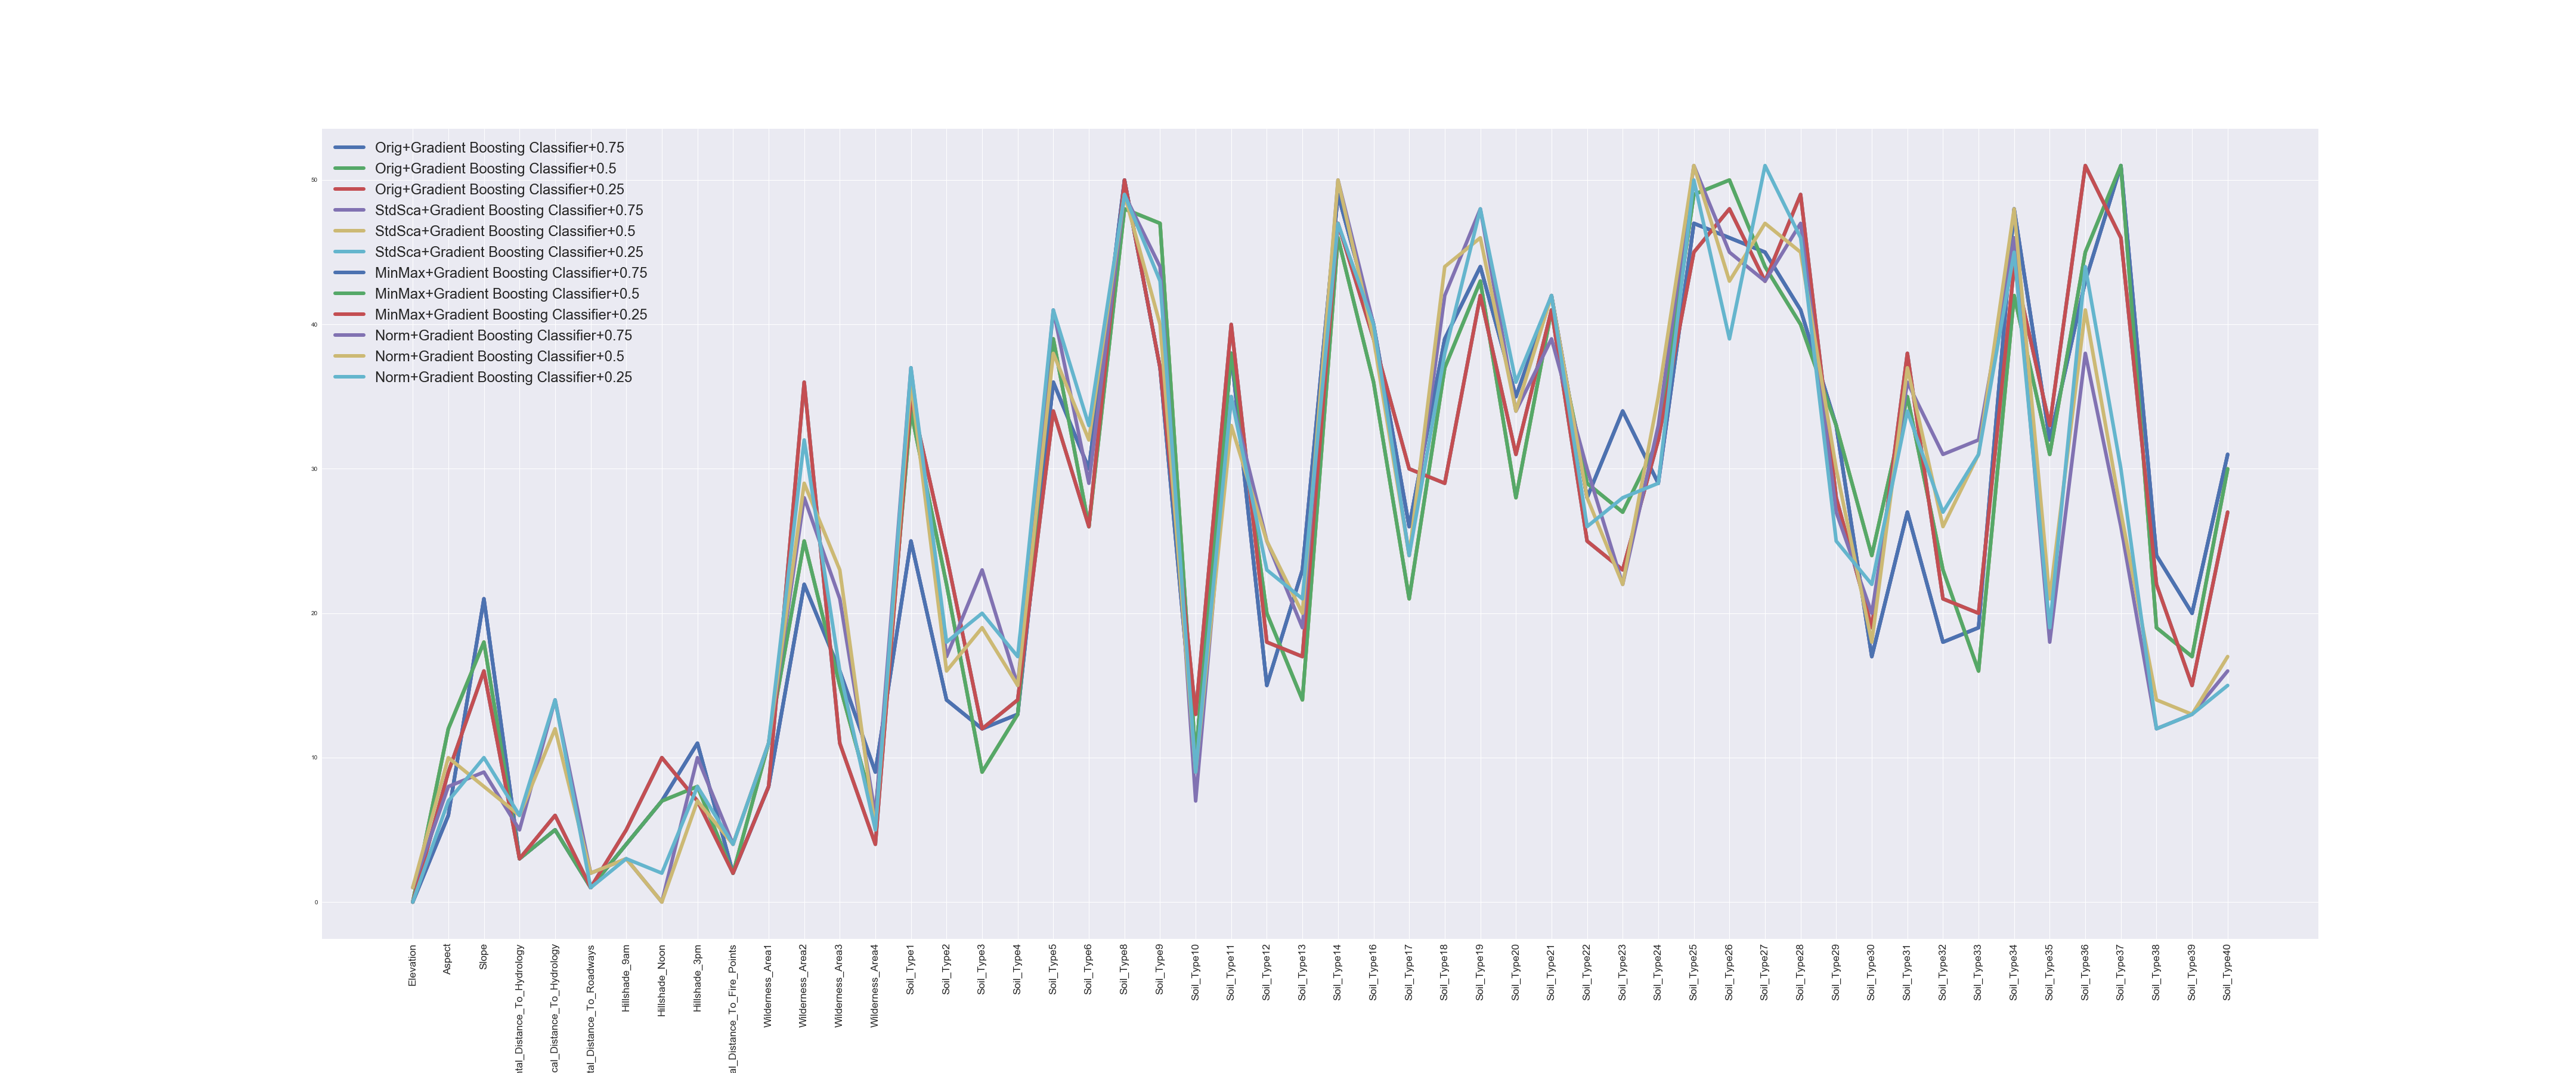 Orig+Gradient Boosting Classifier+0.75
Orig+Gradient Boosting Classifier+0.5
Orig+Gradient Boosting Classifier+0.25
StdSca+Gradient Boosting Classifier+0.75
StdSca+Gradient Boosting Classifier+0.5
StdSca+Gradient Boosting Classifier+0.25
MinMax+Gradient Boosting Classifier+0.75
MinMax+Gradient Boosting Classifier+0.5
MinMax+Gradient Boosting Classifier+0.25
Norm+Gradient Boosting Classifier+0.75
Norm+Gradient Boosting Classifier+0.5
Norm+Gradient Boosting Classifier+0.25
50
40
30
20
10
0
Elevation
Aspect
Slope
ntal_Distance_To_Hydrology
cal_Distance_To_Hydrology
tal_Distance_To_Roadways
Hillshade_9am
Hillshade_Noon
Hillshade_3pm
al_Distance_To_Fire_Points
Wilderness_Area1
Wilderness_Area2
Wilderness_Area3
Wilderness_Area4
Soil_Type1
Soil_Type2
Soil_Type3
Soil_Type4
Soil_Type5
Soil_Type6
Soil_Type8
Soil_Type9
Soil_Type10
Soil_Type11
Soil_Type12
Soil_Type13
Soil_Type14
Soil_Type16
Soil_Type17
Soil_Type18
Soil_Type19
Soil_Type20
Soil_Type21
Soil_Type22
Soil_Type23
Soil_Type24
Soil_Type25
Soil_Type26
Soil_Type27
Soil_Type28
Soil_Type29
Soil_Type30
Soil_Type31
Soil_Type32
Soil_Type33
Soil_Type34
Soil_Type35
Soil_Type36
Soil_Type37
Soil_Type38
Soil_Type39
Soil_Type40